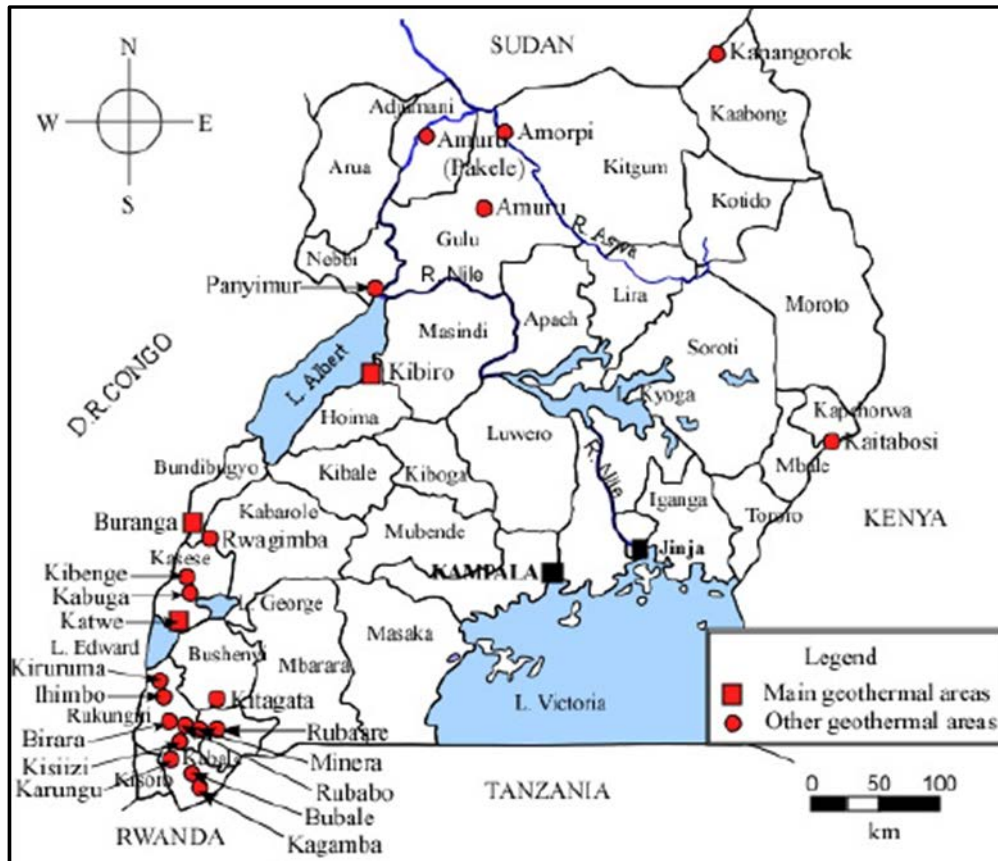 N
SUDAN
Kanangorok
W
E
Adjumani
Kaabong
Amuru
(Pakele)
Amorpi
Arua
Kitgum
S
Kotido
Amuru
R. Aswa
Gulu
Nebbi
R. Nile
Panyimur
Lira
Moroto
Apach
Masindi
Soroti
L. Albert
Kibiro
D.R.CONGO
L. Kyoga
Hoima
Kapchorwa
Luwero
Kaitabosi
Bundibugyo
Kibale
Kiboga
Mbale
R. Nile
Iganga
Kabarole
Tororo
Buranga
Rwagimba
Mubende
KENYA
Jinja
Kasese
Kibenge
KAMPALA
Kabuga
L. George
Katwe
Masaka
L. Edward
Bushenyi
Mbarara
Kiruruma
Legend
Ihimbo
Kitagata
Main geothermal areas
L. Victoria
Rukungiri
Other geothermal areas
Birara
Rubaare
Kisiizi
Minera
Kabale
Karungu
Kisoro
Rubabo
TANZANIA
0 50 100
km
Bubale
RWANDA
Kagamba